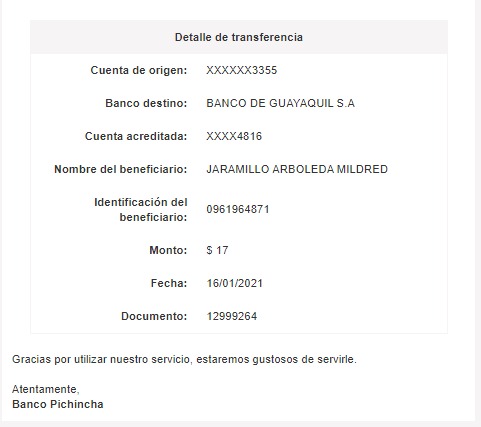 Detalle de transferencia
Cuenta de origen: XXXXXX3355
Banco destino: BANCO DE GUAYAQUIL S.A
Cuenta acreditada: XXXX4816
Nombre del beneficiario: JARAMILLO ARBOLEDA MILDRED
Identificación del
beneficiario: 0961964871
Monto: $ 17
Fecha: 16/01/2021
Documento: 12999264
Gracias por utilizar nuestro servicio, estaremos gustosos de servirle.
Atentamente,
Banco Pichincha